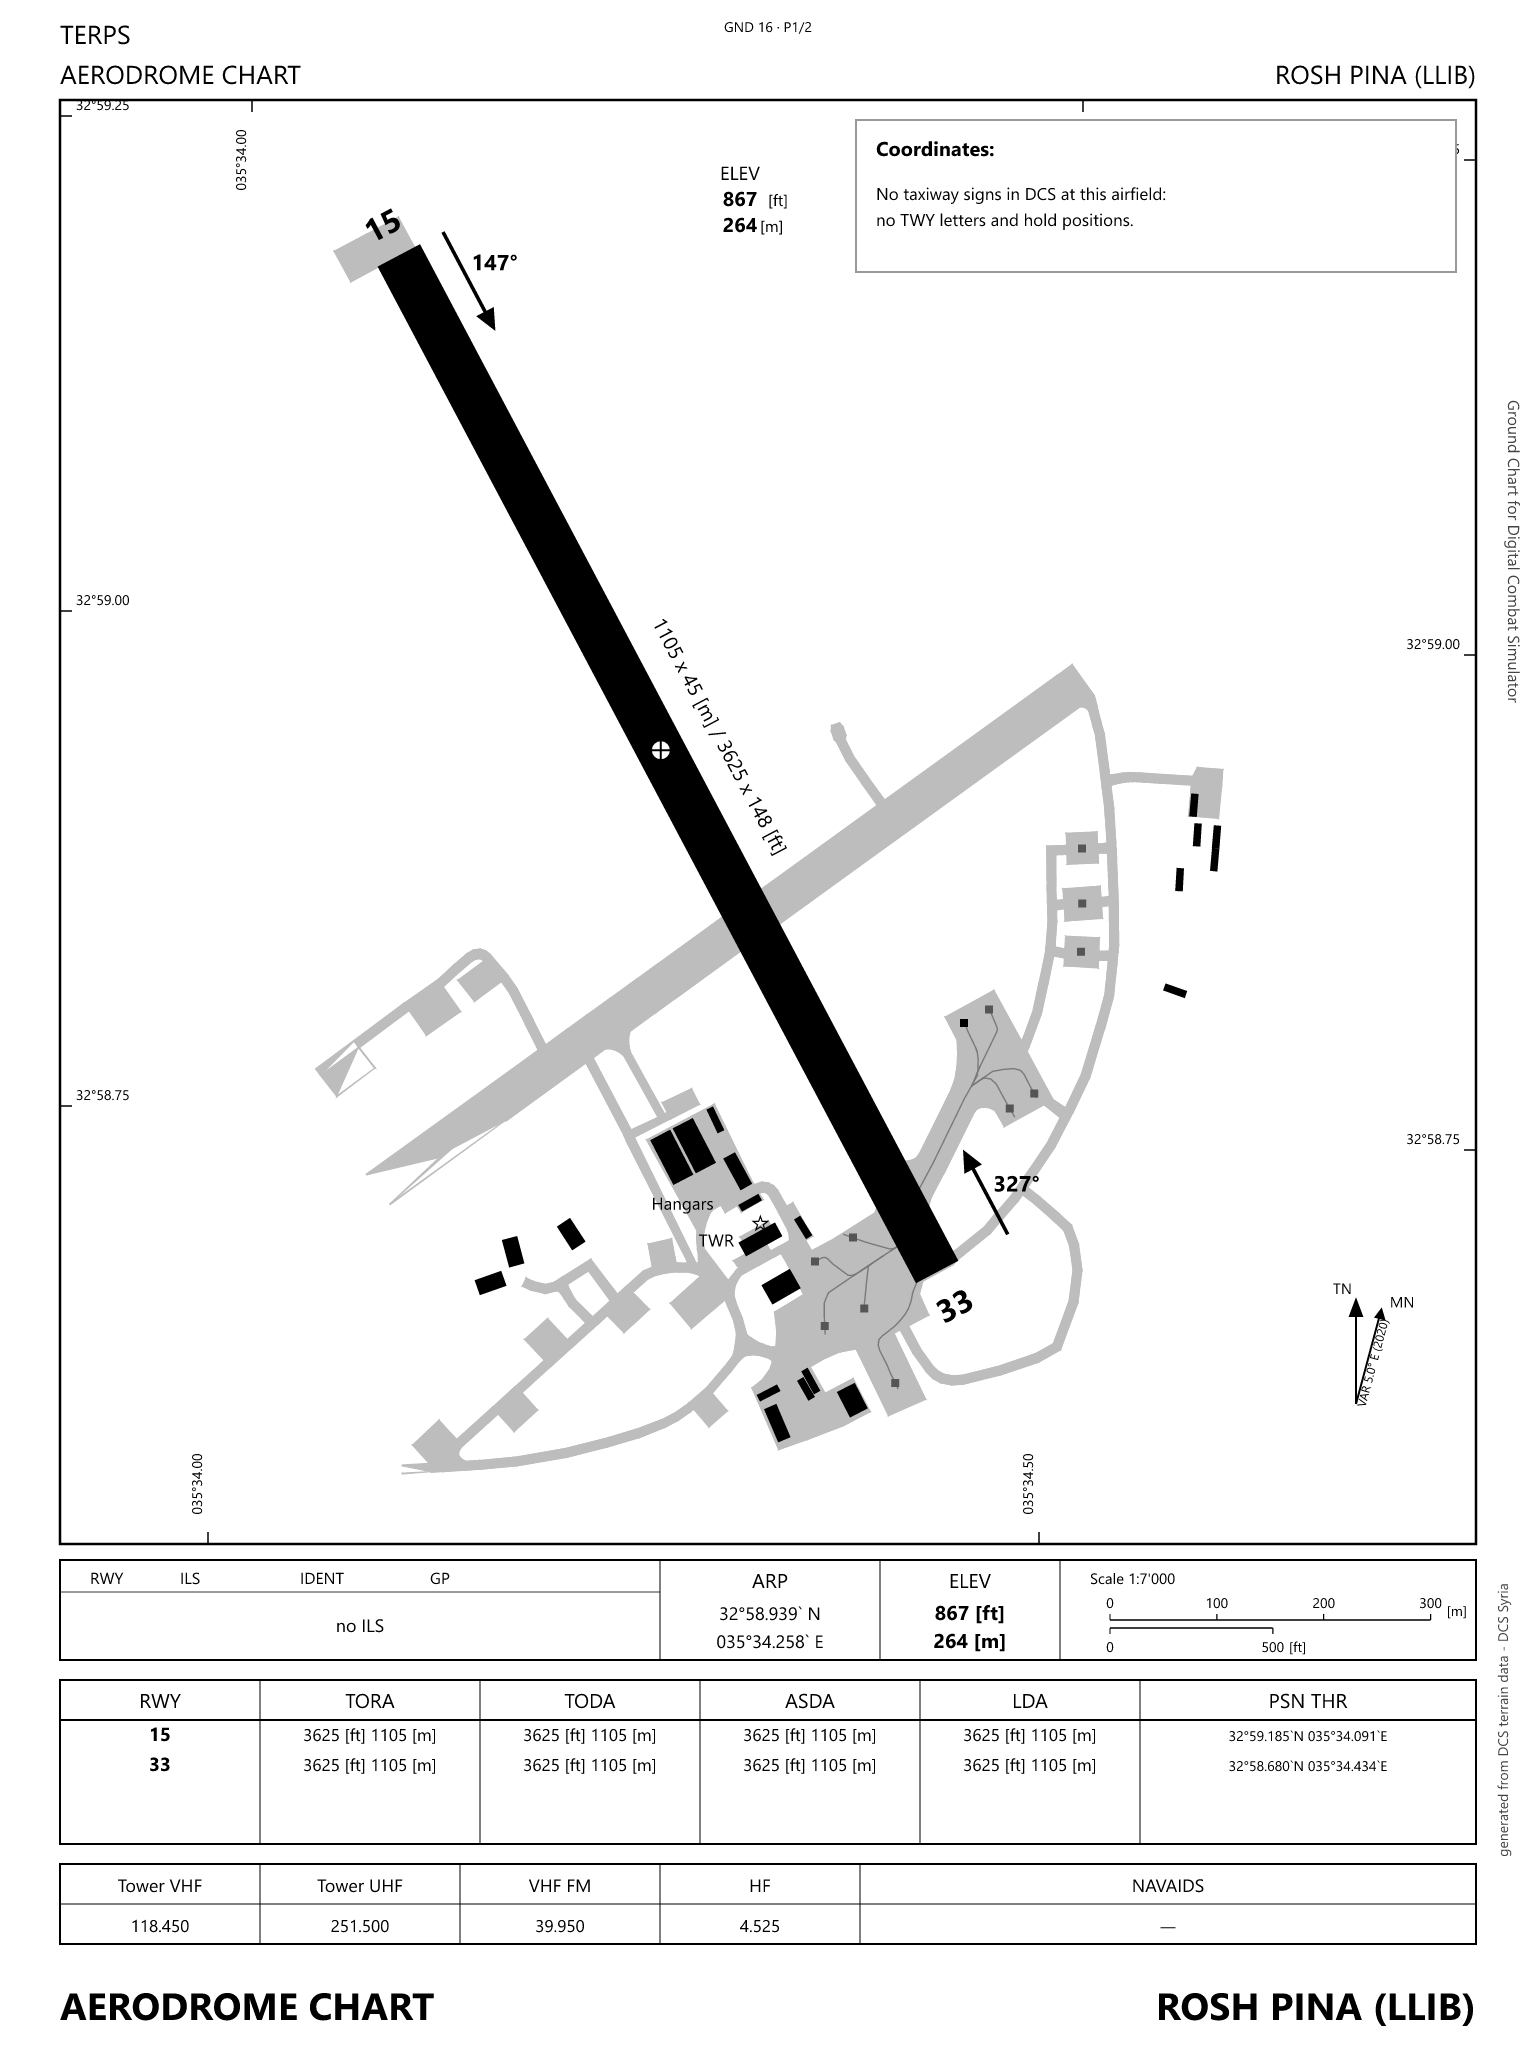 GND 16 · P1/2
TERPS
AERODROME CHART
ROSH PINA (LLIB)
32°59.25
035°34.00
ELEV
867 [ft]
264 [m]
Coordinates:
No taxiway signs in DCS at this airfield:
no TWY letters and hold positions.
15
147°
32°59.00
32°59.00
1105 x 45 [m] / 3625 x 148 [ft]
32°58.75
32°58.75
Hangars
TWR
327°
33
TN
MN
VAR 5.0° E (2020)
035°34.00
035°34.50
Ground Chart for Digital Combat Simulator
RWY ILS IDENT GP
no ILS
ARP
32°58.939` N
035°34.258` E
ELEV
867 [ft]
264 [m]
Scale 1:7'000
0 100 200 300 [m]
0 500 [ft]
RWY TORA TODA ASDA LDA PSN THR
15 3625 [ft] 1105 [m] 3625 [ft] 1105 [m] 3625 [ft] 1105 [m] 3625 [ft] 1105 [m] 32°59.185`N 035°34.091`E
33 3625 [ft] 1105 [m] 3625 [ft] 1105 [m] 3625 [ft] 1105 [m] 3625 [ft] 1105 [m] 32°58.680`N 035°34.434`E
generated from DCS terrain data - DCS Syria
Tower VHF Tower UHF VHF FM HF NAVAIDS
118.450 251.500 39.950 4.525 —
AERODROME CHART
ROSH PINA (LLIB)